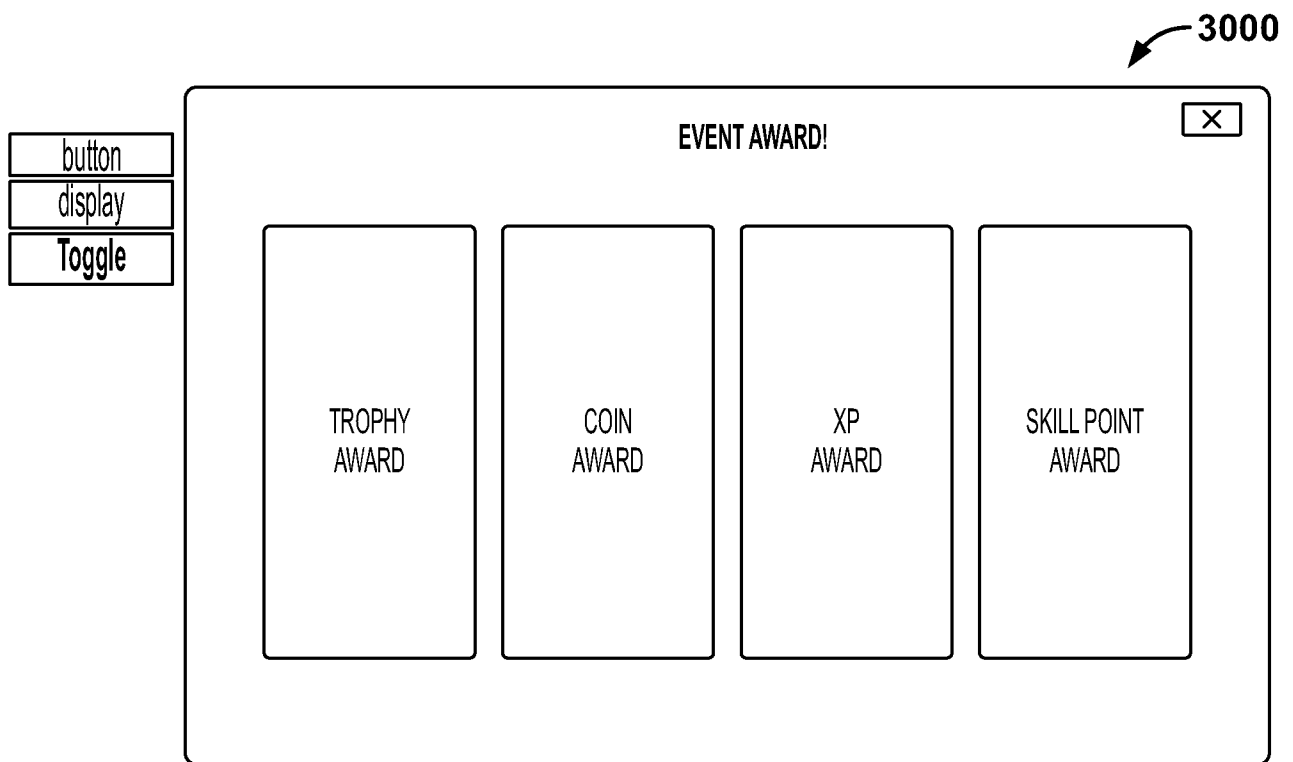 3000
EVENT AWARD!
X
button
display
Toggle
TROPHY
AWARD
COIN
AWARD
XP
AWARD
SKILL POINT
AWARD